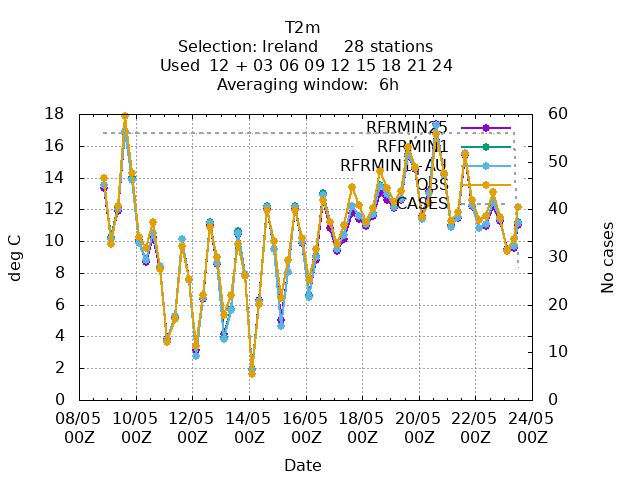 T2m
Selection: Ireland     28 stations
Used  12 + 03 06 09 12 15 18 21 24
Averaging window:  6h
RFRMIN25
RFRMIN1
OBS
CASES
18 16 14 12 10 8 6 4 2 0
60 50 40 30 20 10 0
deg C
No cases
08/05 10/05 12/05 14/05 16/05 18/05 20/05 22/05 24/05
00Z 00Z 00Z 00Z 00Z 00Z 00Z 00Z 00Z
Date